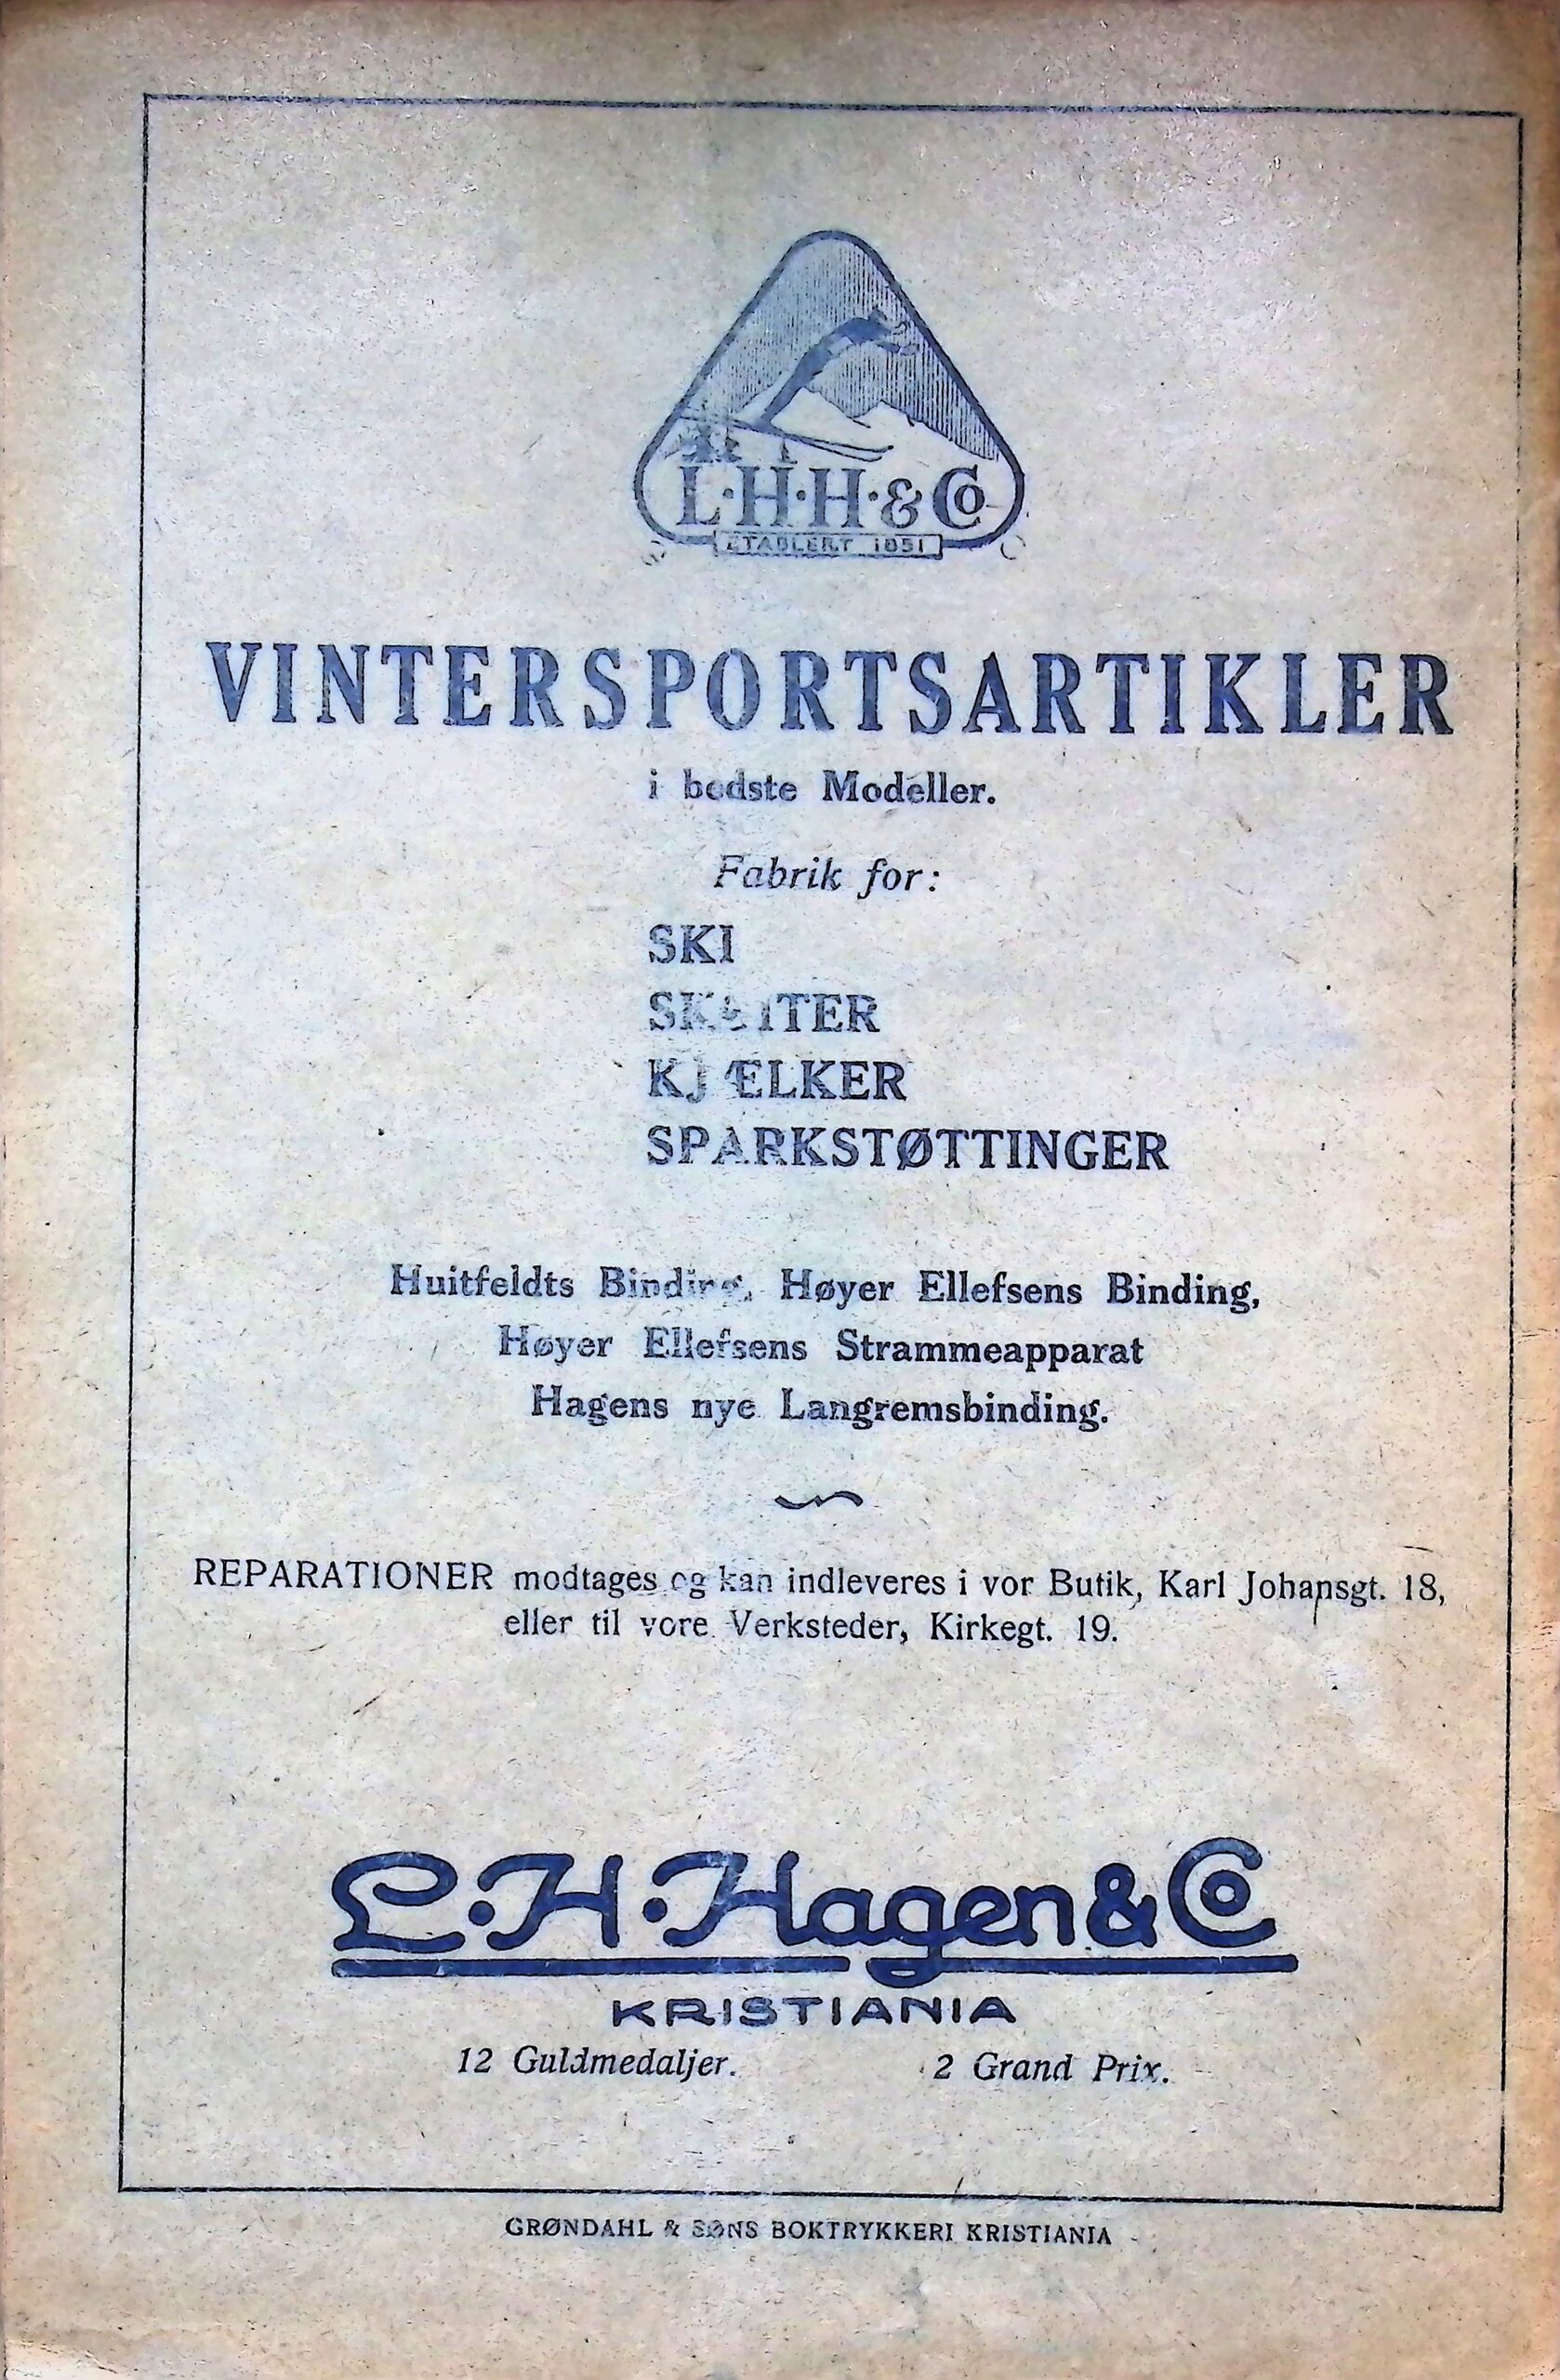 L·H·H·& Co
ETABLERT 1851
VINTERSPORTSARTIKLER
i bedste Modeller.
Fabrik for:
SKI
SKØITER
KJÆLKER
SPARKSTØTTINGER
Huitfeldts Binding, Høyer Ellefsens Binding,
Høyer Ellefsens Strammeapparat
Hagens nye Langremsbinding.
REPARATIONER modtages og kan indleveres i vor Butik, Karl Johansgt. 18,
eller til vore Verksteder, Kirkegt. 19.
L·H·Hagen & Co
KRISTIANIA
12 Guldmedaljer. 2 Grand Prix.
GRØNDAHL & SØNS BOKTRYKKERI KRISTIANIA